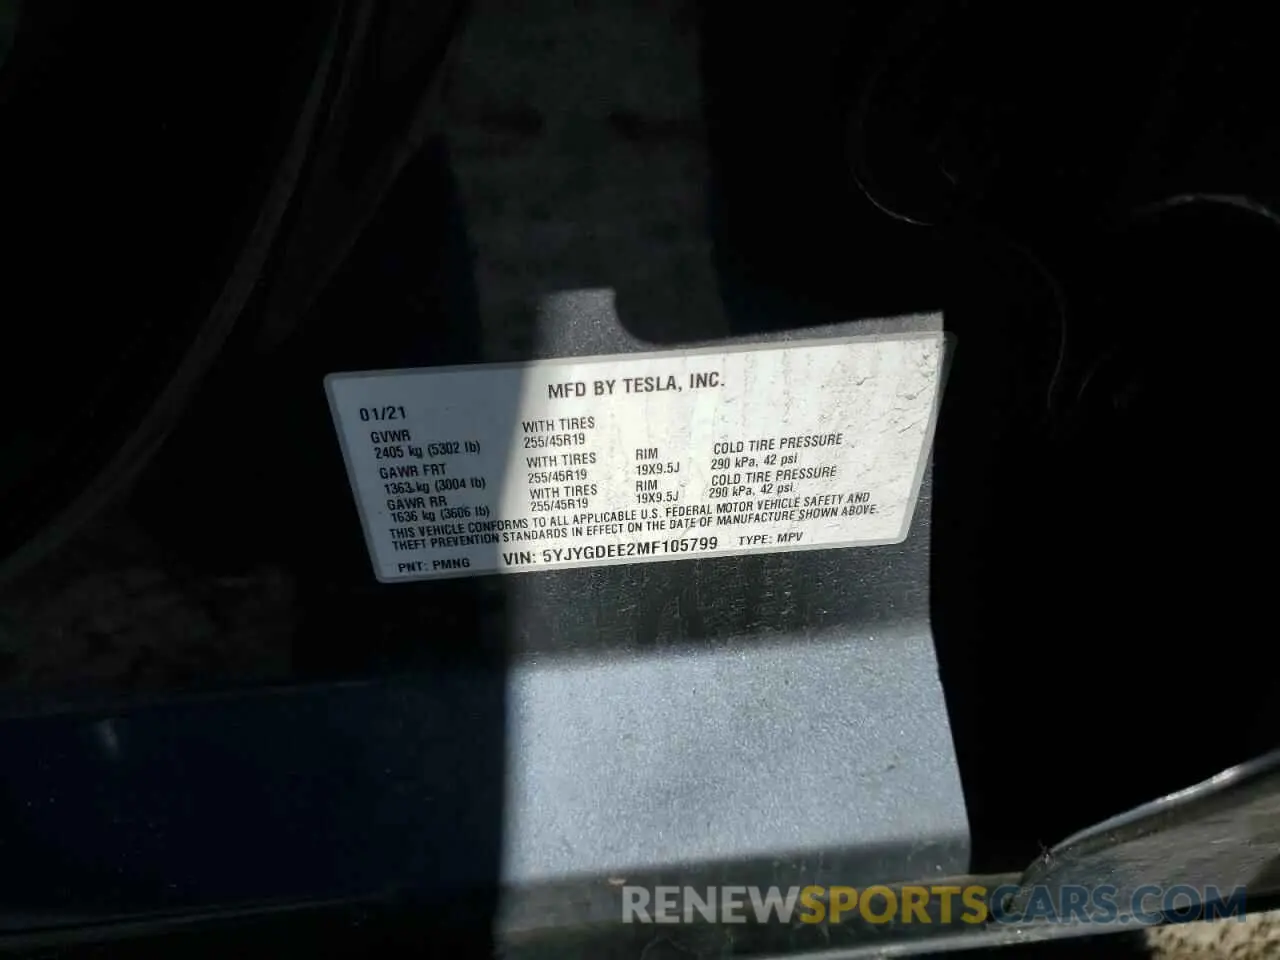 MFD BY TESLA, INC.
01/21
GVWR
2405 kg (5302 lb)
WITH TIRES
255/45R19
GAWR FRT
1363 kg (3004 lb)
WITH TIRES
255/45R19
RIM
19X9.5J
COLD TIRE PRESSURE
290 kPa, 42 psi
GAWR RR
1636 kg (3606 lb)
WITH TIRES
255/45R19
RIM
19X9.5J
COLD TIRE PRESSURE
290 kPa, 42 psi
THIS VEHICLE CONFORMS TO ALL APPLICABLE U.S. FEDERAL MOTOR VEHICLE SAFETY AND
THEFT PREVENTION STANDARDS IN EFFECT ON THE DATE OF MANUFACTURE SHOWN ABOVE.
PNT: PMNG VIN: 5YJYGDEE2MF105799 TYPE: MPV
RENEWSPORTSCARS.COM